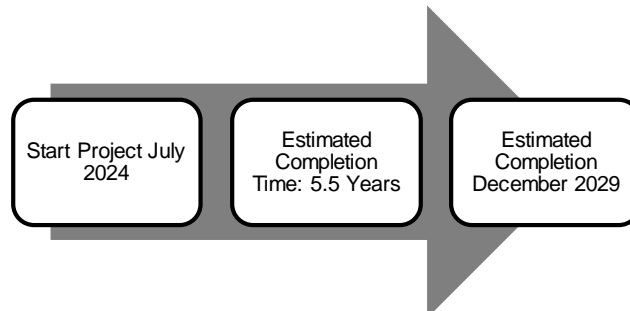 Start Project July
2024
Estimated
Completion
Time: 5.5 Years
Estimated
Completion
December 2029